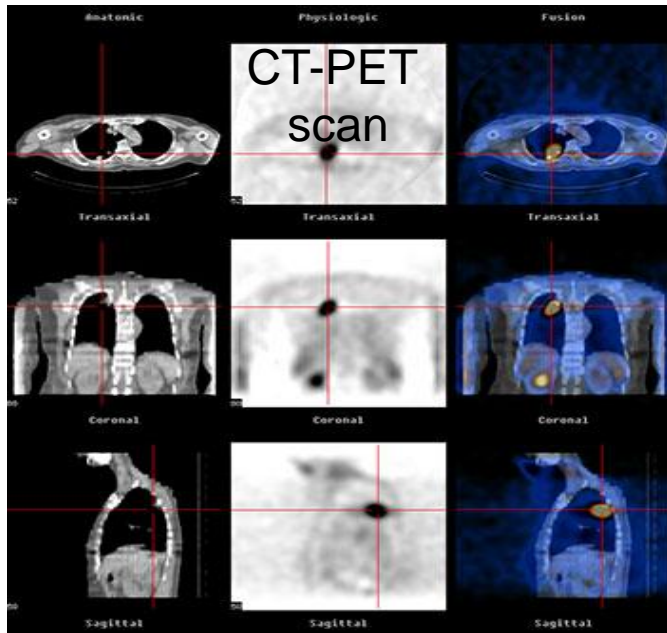 Anatomic Physiologic Fusion
CT-PET
scan
Transaxial Transaxial Transaxial
Coronal Coronal Coronal
Sagittal Sagittal Sagittal